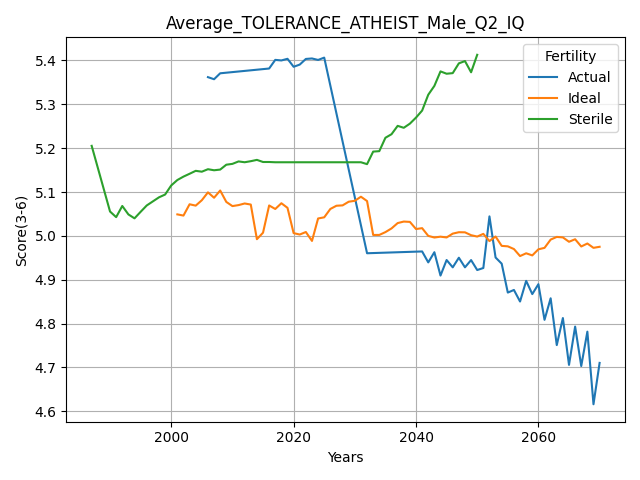 Average_TOLERANCE_ATHEIST_Male_Q2_IQ
Fertility
Actual
Ideal
Sterile
Score(3-6)
5.4
5.3
5.2
5.1
5.0
4.9
4.8
4.7
4.6
2000 2020 2040 2060
Years